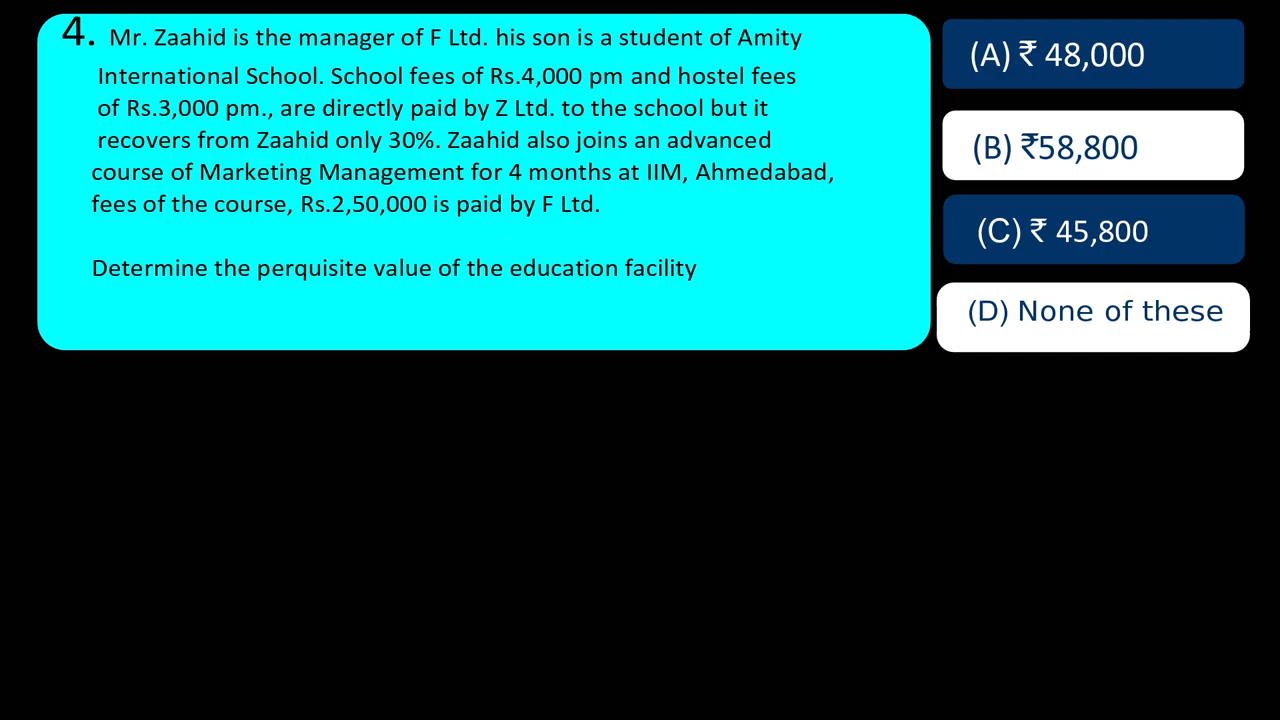 4. Mr. Zaahid is the manager of F Ltd. his son is a student of Amity
International School. School fees of Rs.4,000 pm and hostel fees
of Rs.3,000 pm., are directly paid by Z Ltd. to the school but it
recovers from Zaahid only 30%. Zaahid also joins an advanced
course of Marketing Management for 4 months at IIM, Ahmedabad,
fees of the course, Rs.2,50,000 is paid by F Ltd.
Determine the perquisite value of the education facility
(A) ₹ 48,000
(B) ₹58,800
(C) ₹ 45,800
(D) None of these